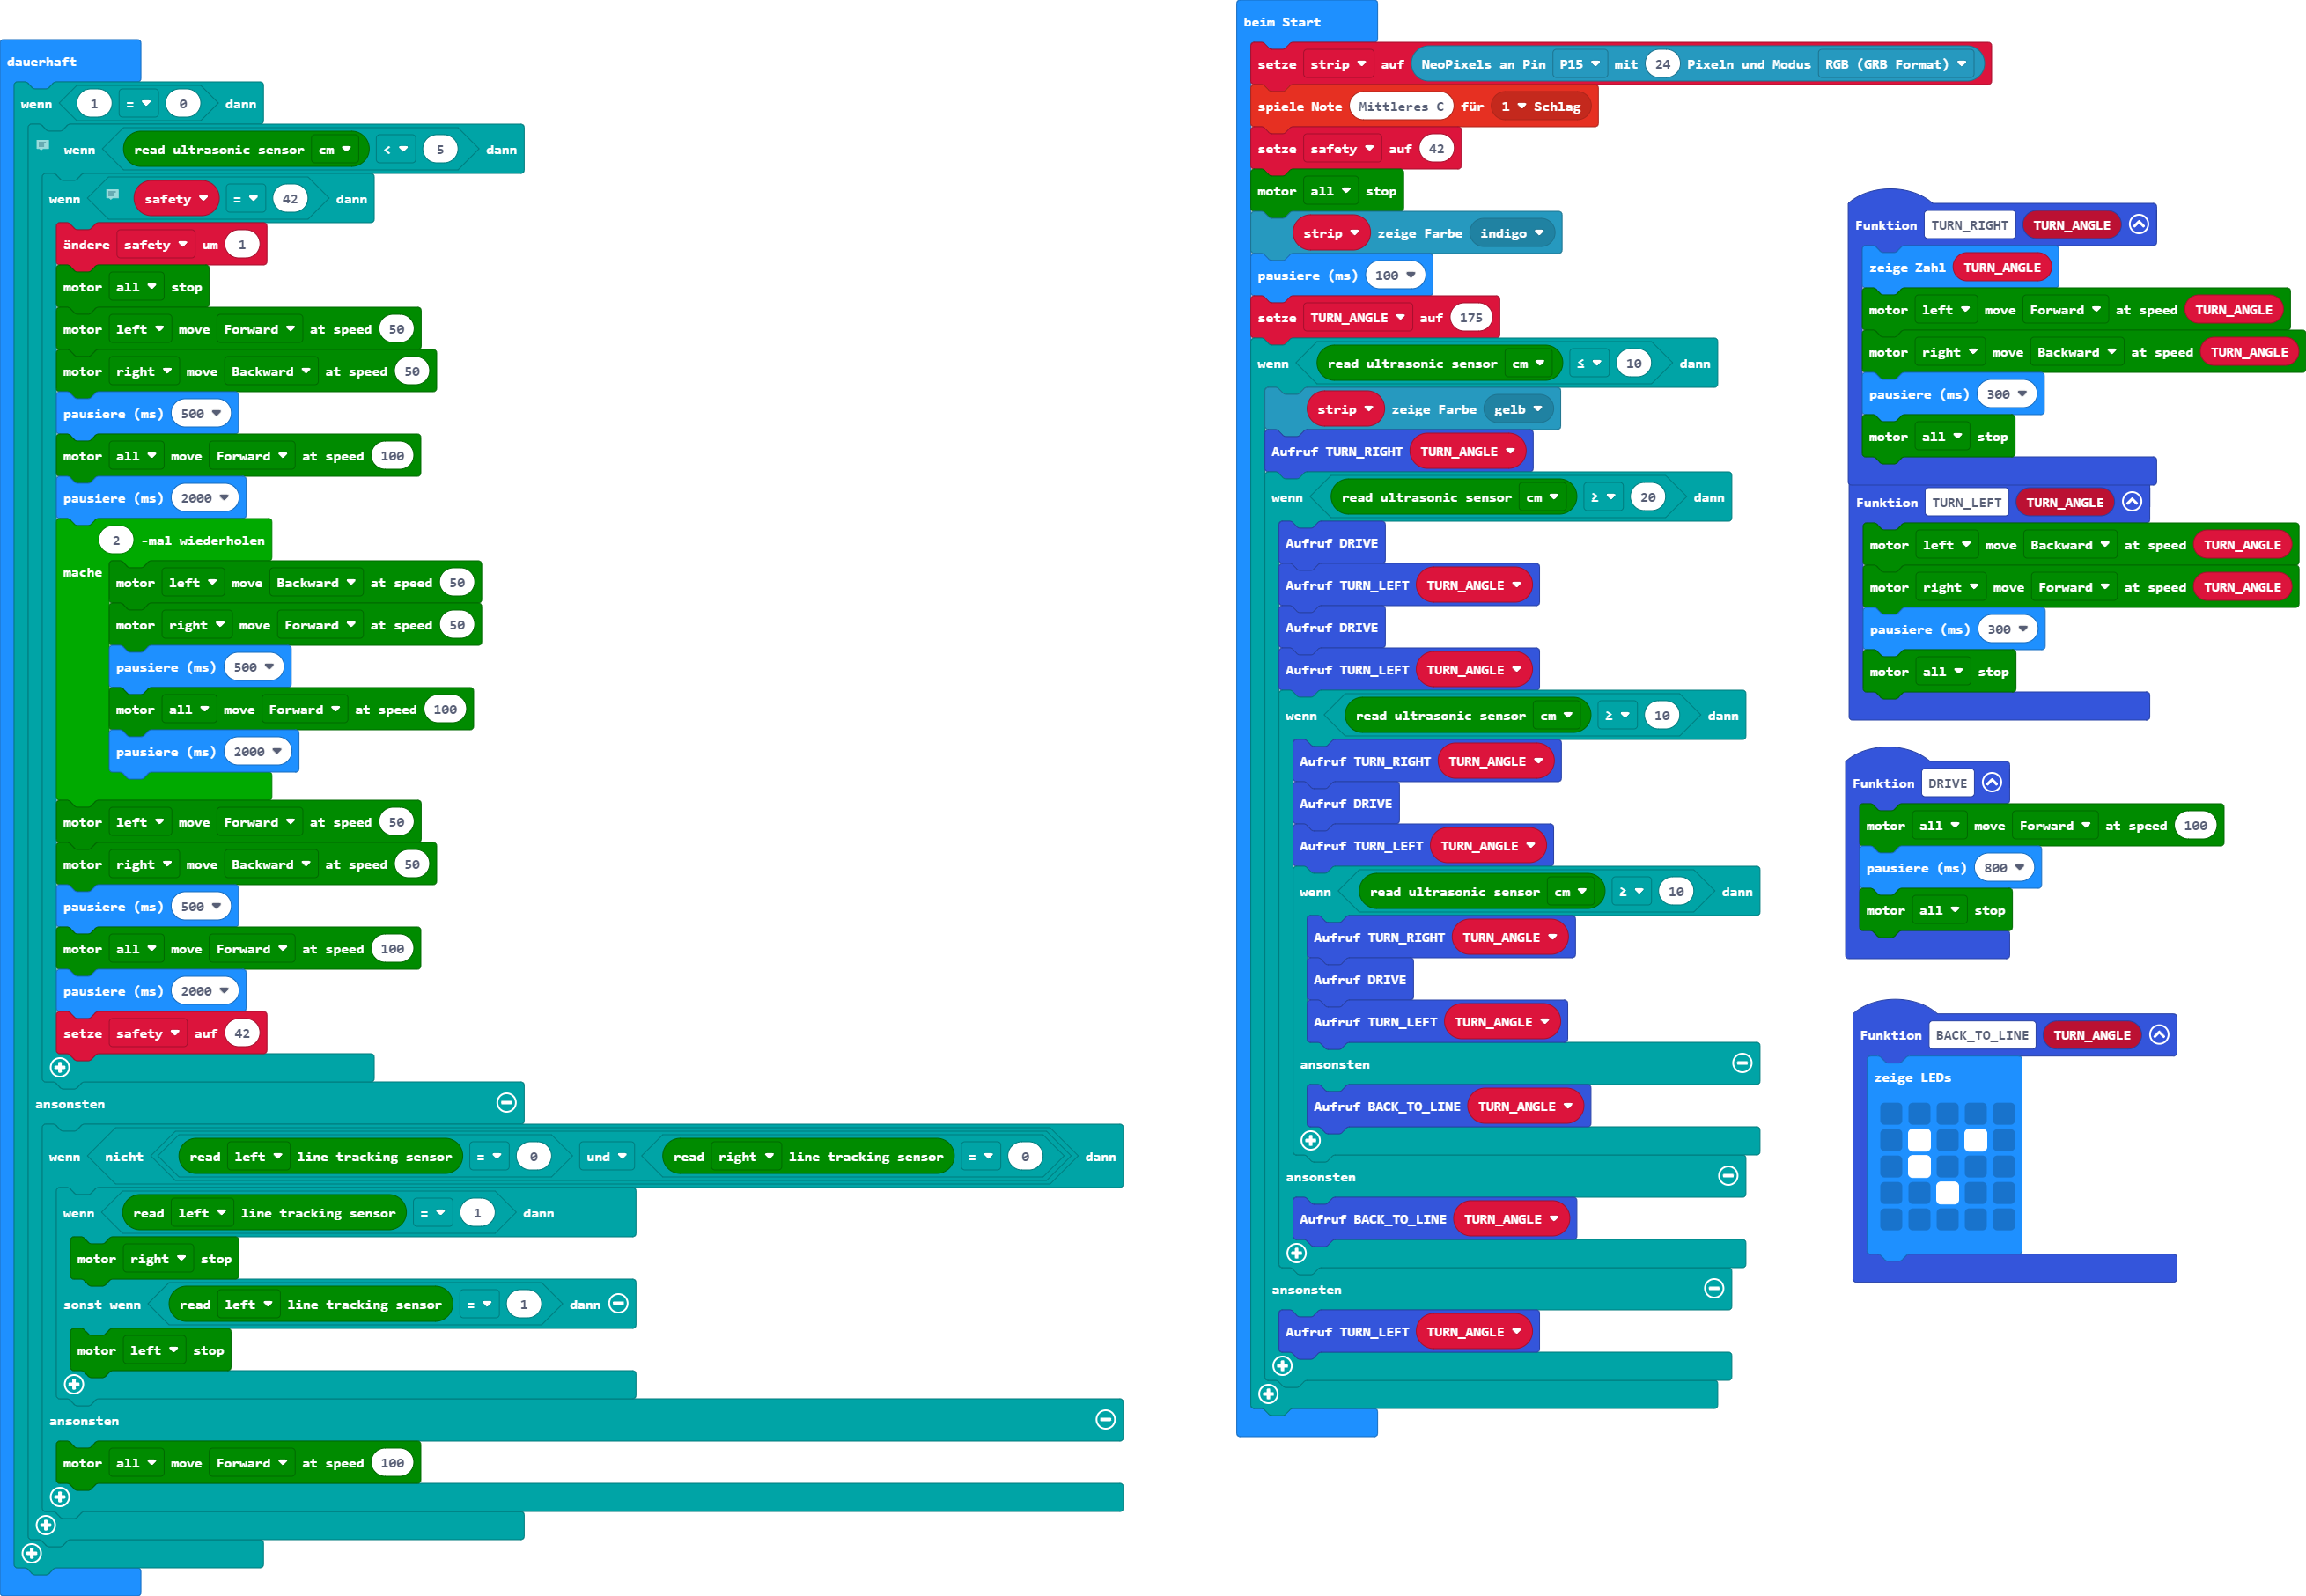 dauerhaft
wenn 1 = 0 dann
wenn read ultrasonic sensor cm < 5 dann
wenn safety = 42 dann
ändere safety um 1
motor all stop
motor left move Forward at speed 50
motor right move Backward at speed 50
pausiere (ms) 500
motor all move Forward at speed 100
pausiere (ms) 2000
2 -mal wiederholen
mache
motor left move Backward at speed 50
motor right move Forward at speed 50
pausiere (ms) 500
motor all move Forward at speed 100
pausiere (ms) 2000
motor left move Forward at speed 50
motor right move Backward at speed 50
pausiere (ms) 500
motor all move Forward at speed 100
pausiere (ms) 2000
setze safety auf 42
ansonsten
wenn nicht read left line tracking sensor = 0 und read right line tracking sensor = 0 dann
wenn read left line tracking sensor = 1 dann
motor right stop
sonst wenn read left line tracking sensor = 1 dann
motor left stop
ansonsten
motor all move Forward at speed 100
beim Start
setze strip auf NeoPixels an Pin P15 mit 24 Pixeln und Modus RGB (GRB Format)
spiele Note Mittleres C für 1 Schlag
setze safety auf 42
motor all stop
strip zeige Farbe indigo
pausiere (ms) 100
setze TURN_ANGLE auf 175
wenn read ultrasonic sensor cm ≤ 10 dann
strip zeige Farbe gelb
Aufruf TURN_RIGHT TURN_ANGLE
wenn read ultrasonic sensor cm ≥ 20 dann
Aufruf DRIVE
Aufruf TURN_LEFT TURN_ANGLE
Aufruf DRIVE
Aufruf TURN_LEFT TURN_ANGLE
wenn read ultrasonic sensor cm ≥ 10 dann
Aufruf TURN_RIGHT TURN_ANGLE
Aufruf DRIVE
Aufruf TURN_LEFT TURN_ANGLE
wenn read ultrasonic sensor cm ≥ 10 dann
Aufruf TURN_RIGHT TURN_ANGLE
Aufruf DRIVE
Aufruf TURN_LEFT TURN_ANGLE
ansonsten
Aufruf BACK_TO_LINE TURN_ANGLE
ansonsten
Aufruf BACK_TO_LINE TURN_ANGLE
ansonsten
Aufruf TURN_LEFT TURN_ANGLE
Funktion TURN_RIGHT TURN_ANGLE
zeige Zahl TURN_ANGLE
motor left move Forward at speed TURN_ANGLE
motor right move Backward at speed TURN_ANGLE
pausiere (ms) 300
motor all stop
Funktion TURN_LEFT TURN_ANGLE
motor left move Backward at speed TURN_ANGLE
motor right move Forward at speed TURN_ANGLE
pausiere (ms) 300
motor all stop
Funktion DRIVE
motor all move Forward at speed 100
pausiere (ms) 800
motor all stop
Funktion BACK_TO_LINE TURN_ANGLE
zeige LEDs